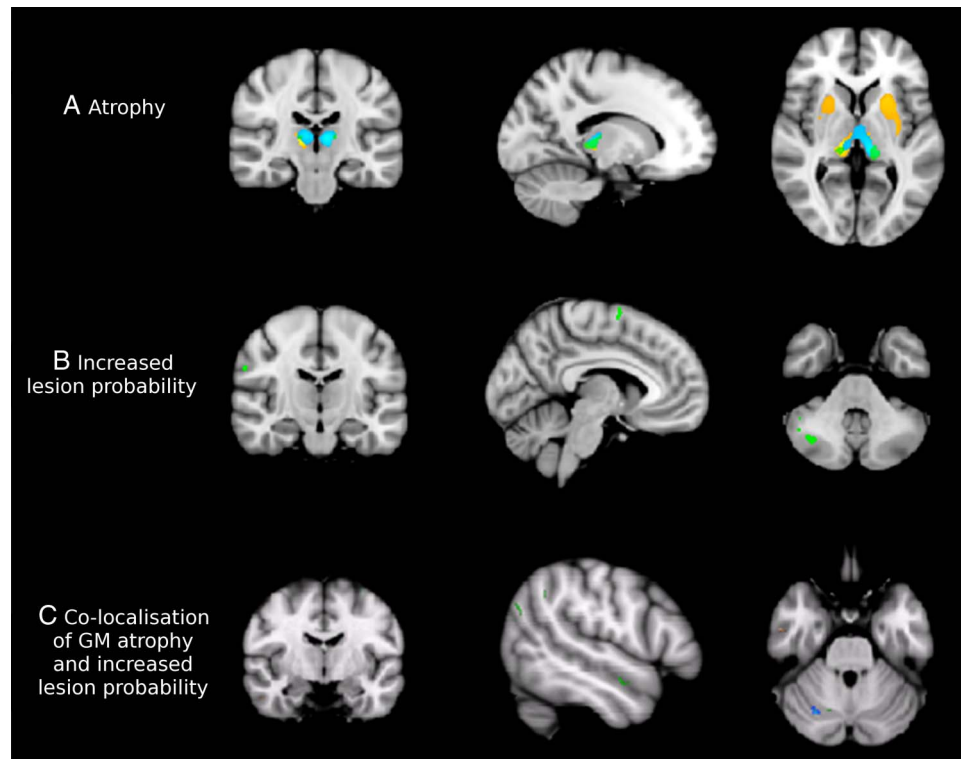 A Atrophy
B Increased
lesion probability
C Co-localisation
of GM atrophy
and increased
lesion probability